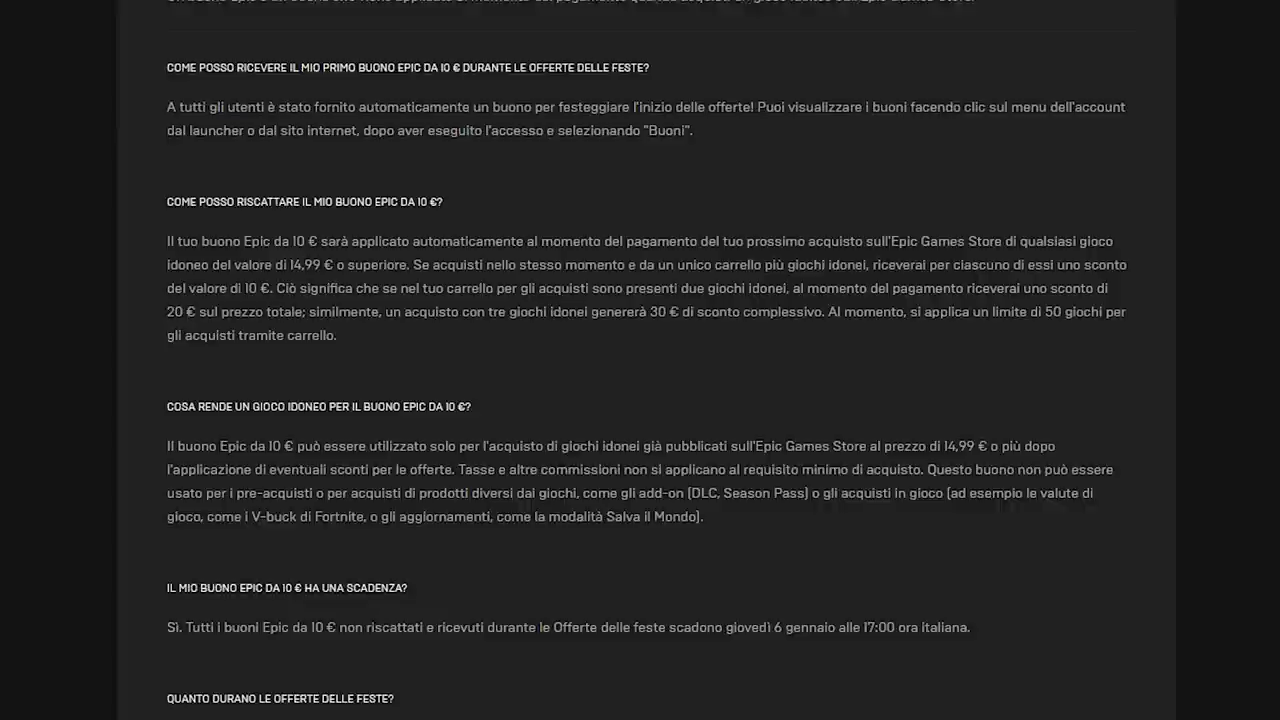 COME POSSO RICEVERE IL MIO PRIMO BUONO EPIC DA 10 € DURANTE LE OFFERTE DELLE FESTE?
A tutti gli utenti è stato fornito automaticamente un buono per festeggiare l'inizio delle offerte! Puoi visualizzare i buoni facendo clic sul menu dell'account
dal launcher o dal sito internet, dopo aver eseguito l'accesso e selezionando "Buoni".
COME POSSO RISCATTARE IL MIO BUONO EPIC DA 10 €?
Il tuo buono Epic da 10 € sarà applicato automaticamente al momento del pagamento del tuo prossimo acquisto sull'Epic Games Store di qualsiasi gioco
idoneo del valore di 14,99 € o superiore. Se acquisti nello stesso momento e da un unico carrello più giochi idonei, riceverai per ciascuno di essi uno sconto
del valore di 10 €. Ciò significa che se nel tuo carrello per gli acquisti sono presenti due giochi idonei, al momento del pagamento riceverai uno sconto di
20 € sul prezzo totale; similmente, un acquisto con tre giochi idonei genererà 30 € di sconto complessivo. Al momento, si applica un limite di 50 giochi per
gli acquisti tramite carrello.
COSA RENDE UN GIOCO IDONEO PER IL BUONO EPIC DA 10 €?
Il buono Epic da 10 € può essere utilizzato solo per l'acquisto di giochi idonei già pubblicati sull'Epic Games Store al prezzo di 14,99 € o più dopo
l'applicazione di eventuali sconti per le offerte. Tasse e altre commissioni non si applicano al requisito minimo di acquisto. Questo buono non può essere
usato per i pre-acquisti o per acquisti di prodotti diversi dai giochi, come gli add-on (DLC, Season Pass) o gli acquisti in gioco (ad esempio le valute di
gioco, come i V-buck di Fortnite, o gli aggiornamenti, come la modalità Salva il Mondo).
IL MIO BUONO EPIC DA 10 € HA UNA SCADENZA?
Sì. Tutti i buoni Epic da 10 € non riscattati e ricevuti durante le Offerte delle feste scadono giovedì 6 gennaio alle 17:00 ora italiana.
QUANTO DURANO LE OFFERTE DELLE FESTE?